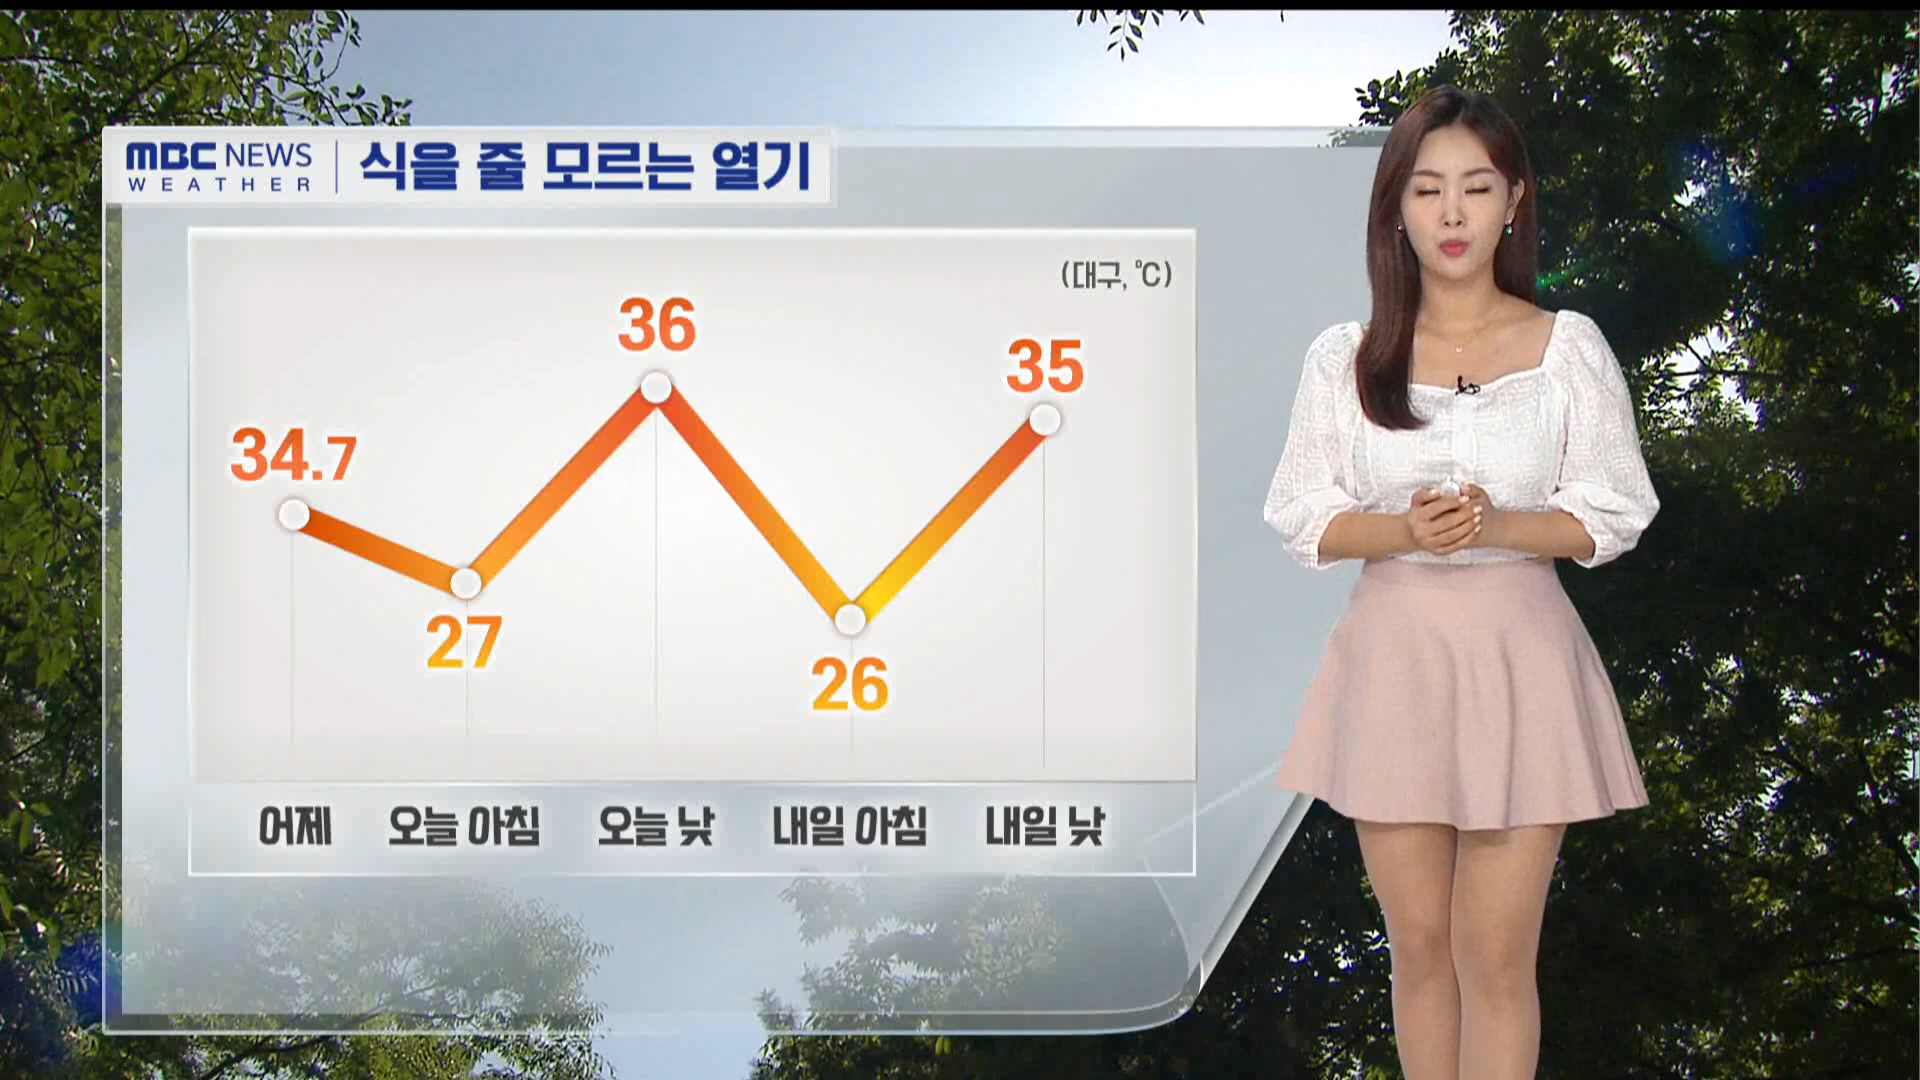 MBC NEWS
WEATHER
식을 줄 모르는 열기
(대구, ℃)
34.7
27
36
26
35
어제 오늘 아침 오늘 낮 내일 아침 내일 낮